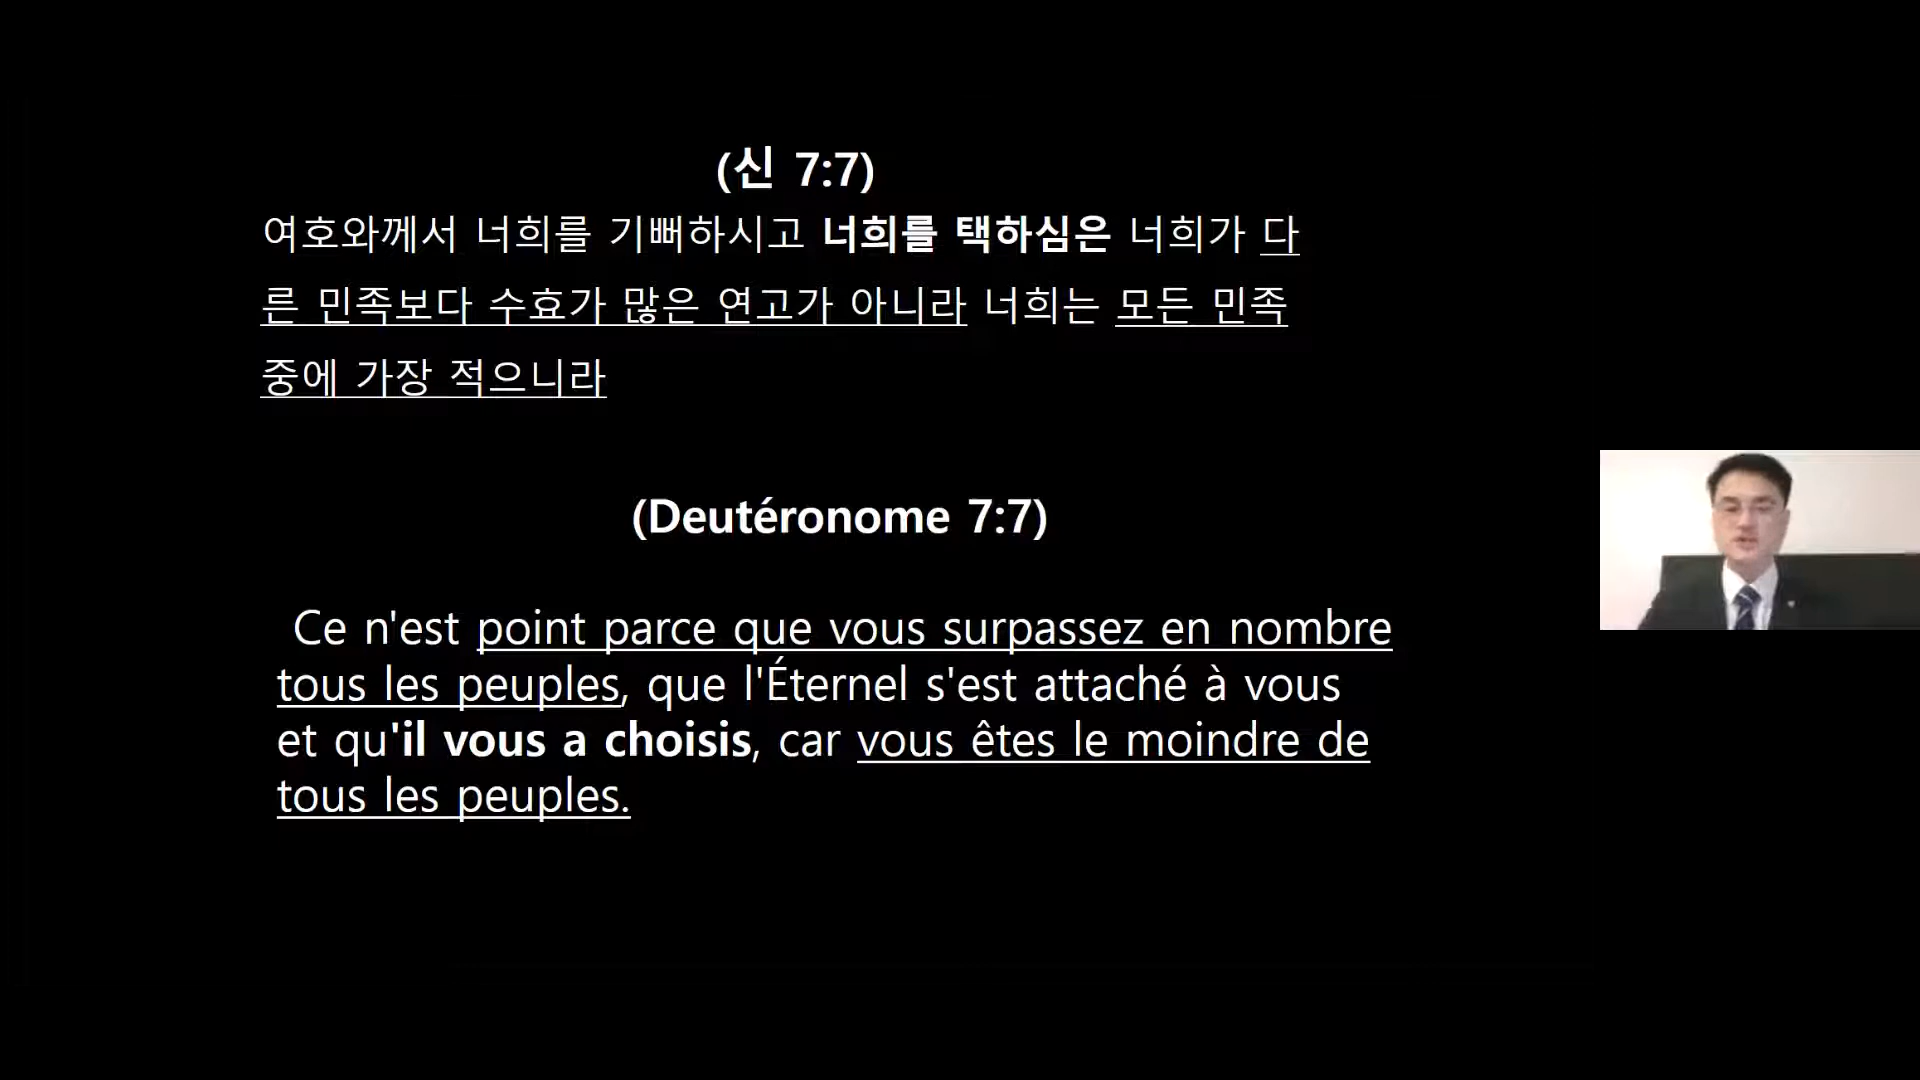 (신 7:7)
여호와께서 너희를 기뻐하시고 너희를 택하심은 너희가 다
른 민족보다 수효가 많은 연고가 아니라 너희는 모든 민족
중에 가장 적으니라
(Deutéronome 7:7)
Ce n'est point parce que vous surpassez en nombre
tous les peuples, que l'Éternel s'est attaché à vous
et qu'il vous a choisis, car vous êtes le moindre de
tous les peuples.